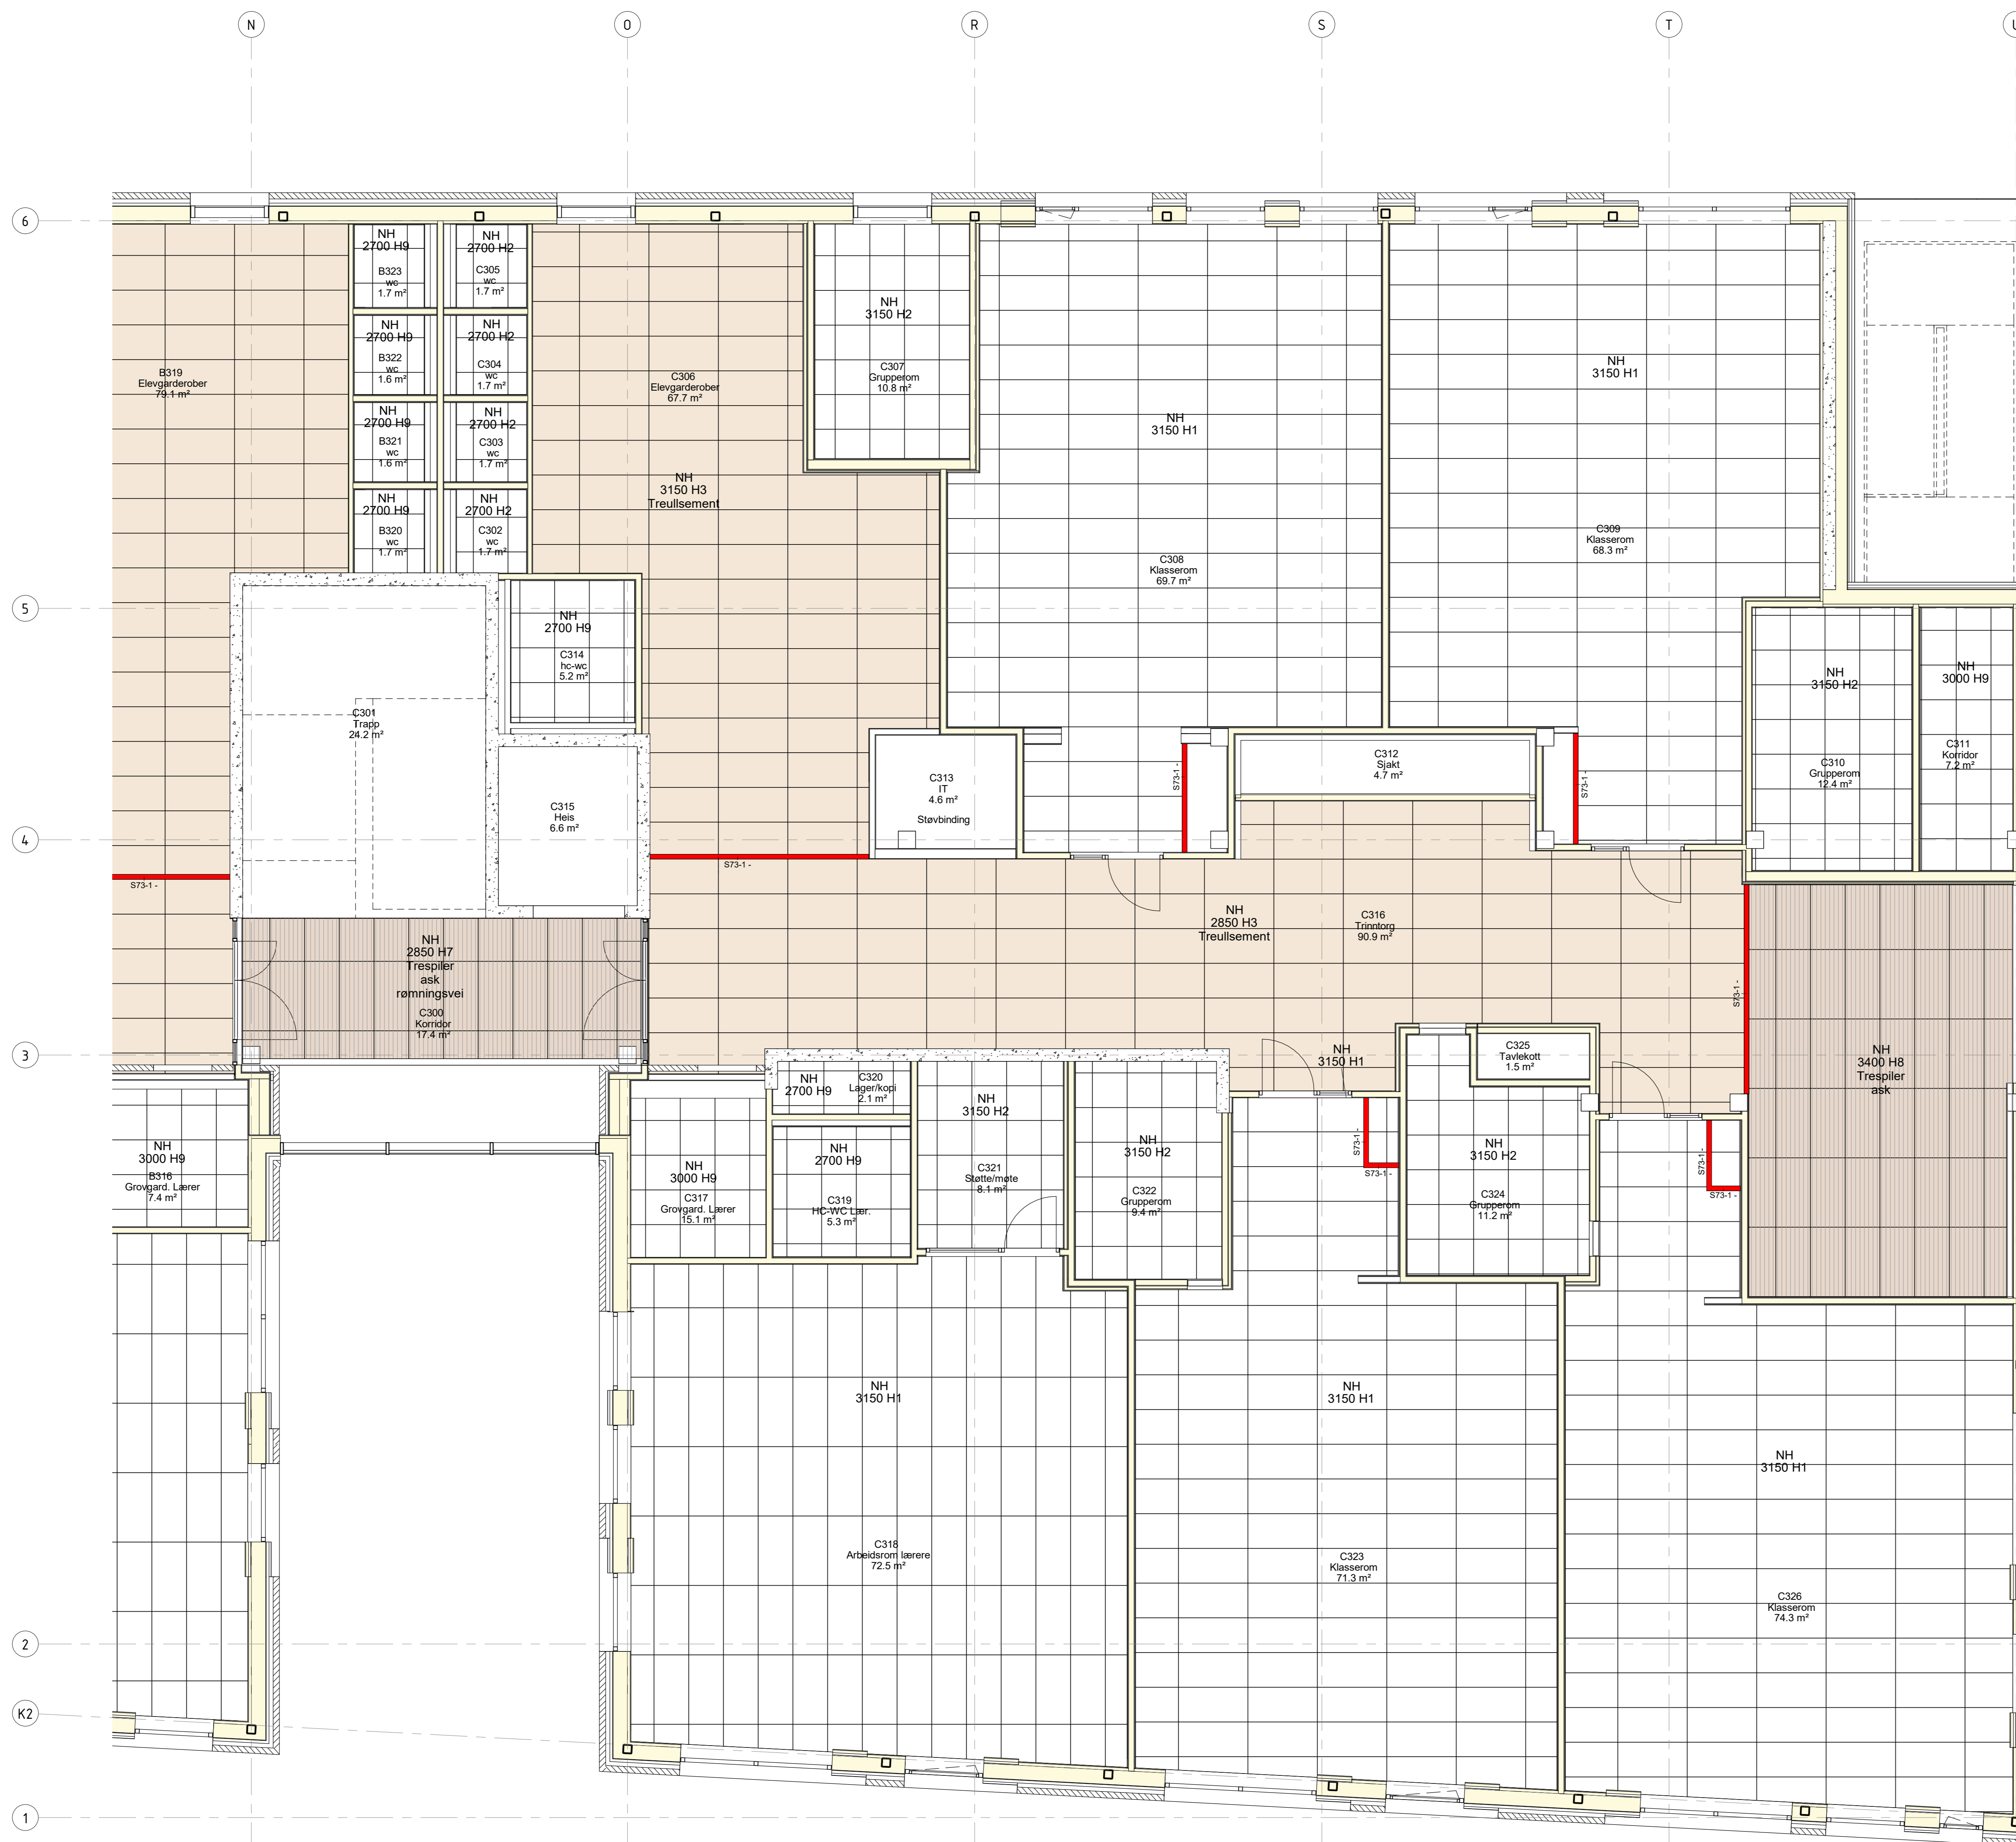 N
O
R
S
T
6
5
4
3
2
K2
1
B319
Elevgarderober
79.1 m²
NH
2700 H9
B323
wc
1.7 m²
NH
2700 H2
C305
wc
1.7 m²
NH
2700 H9
B322
wc
1.6 m²
NH
2700 H2
C304
wc
1.7 m²
NH
2700 H9
B321
wc
1.6 m²
NH
2700 H2
C303
wc
1.7 m²
NH
2700 H9
B320
wc
1.7 m²
NH
2700 H2
C302
wc
1.7 m²
C306
Elevgarderober
67.7 m²
NH
3150 H3
Treullsement
NH
3150 H2
C307
Grupperom
10.8 m²
NH
3150 H1
C308
Klasserom
69.7 m²
NH
3150 H1
C309
Klasserom
68.3 m²
NH
2700 H9
C314
hc-wc
5.2 m²
C301
Trapp
24.2 m²
C315
Heis
6.6 m²
C313
IT
4.6 m²
Støvbinding
S73-1 -
C312
Sjakt
4.7 m²
S73-1 -
NH
3150 H2
C310
Grupperom
12.4 m²
NH
3000 H9
C311
Korridor
7.2 m²
S73-1 -
S73-1 -
NH
2850 H7
Trespiler
ask
rømningsvei
C300
Korridor
17.4 m²
NH
2850 H3
Treullsement
C316
Trinntorg
90.9 m²
S73-1 -
NH
3400 H8
Trespiler
ask
NH
3150 H1
C325
Tavlekott
1.5 m²
NH
3000 H9
B316
Grovgard. Lærer
7.4 m²
NH
3000 H9
C317
Grovgard. Lærer
15.1 m²
NH
2700 H9
C320
Lager/kopi
2.1 m²
NH
2700 H9
C319
HC-WC Lær.
5.3 m²
NH
3150 H2
C321
Støtte/møte
8.1 m²
NH
3150 H2
C322
Grupperom
9.4 m²
S73-1 -
S73-1 -
NH
3150 H2
C324
Grupperom
11.2 m²
S73-1 -
S73-1 -
NH
3150 H1
C318
Arbeidsrom lærere
72.5 m²
NH
3150 H1
C323
Klasserom
71.3 m²
NH
3150 H1
C326
Klasserom
74.3 m²